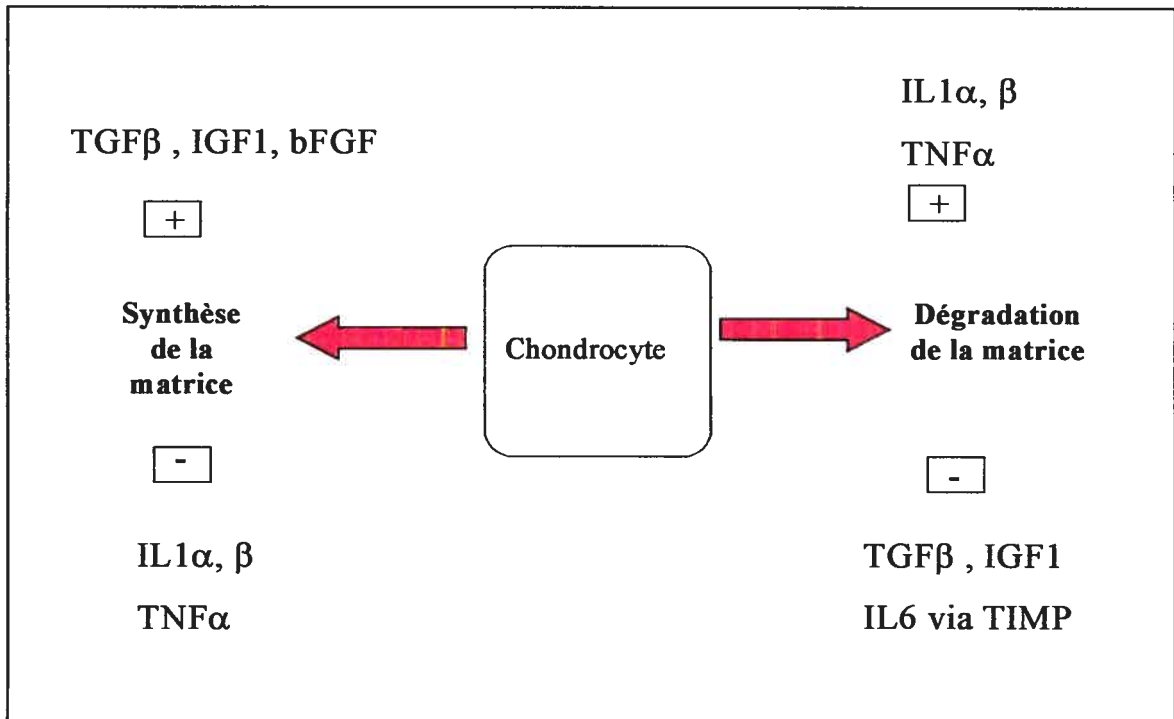 TGFβ , IGF1, bFGF
+
Synthèse
de la
matrice
-
IL1α, β
TNFα
Chondrocyte
IL1α, β
TNFα
+
Dégradation
de la matrice
-
TGFβ , IGF1
IL6 via TIMP